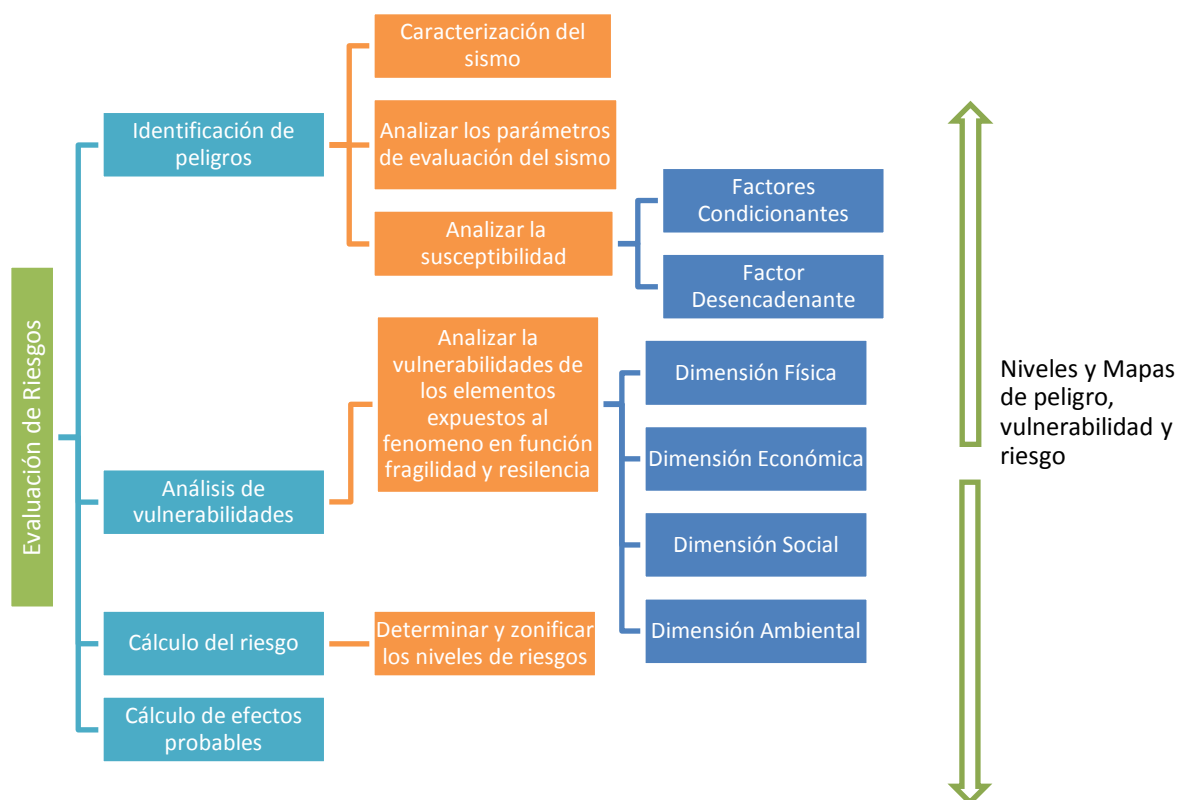 Evaluación de Riesgos
Identificación de
peligros
Caracterización del
sismo
Analizar los parámetros
de evaluación del sismo
Analizar la
susceptibilidad
Factores
Condicionantes
Factor
Desencadenante
Análisis de
vulnerabilidades
Analizar la
vulnerabilidades de
los elementos
expuestos al
fenomeno en función
fragilidad y resilencia
Dimensión Física
Dimensión Económica
Dimensión Social
Dimensión Ambiental
Cálculo del riesgo
Determinar y zonificar
los niveles de riesgos
Cálculo de efectos
probables
Niveles y Mapas
de peligro,
vulnerabilidad y
riesgo